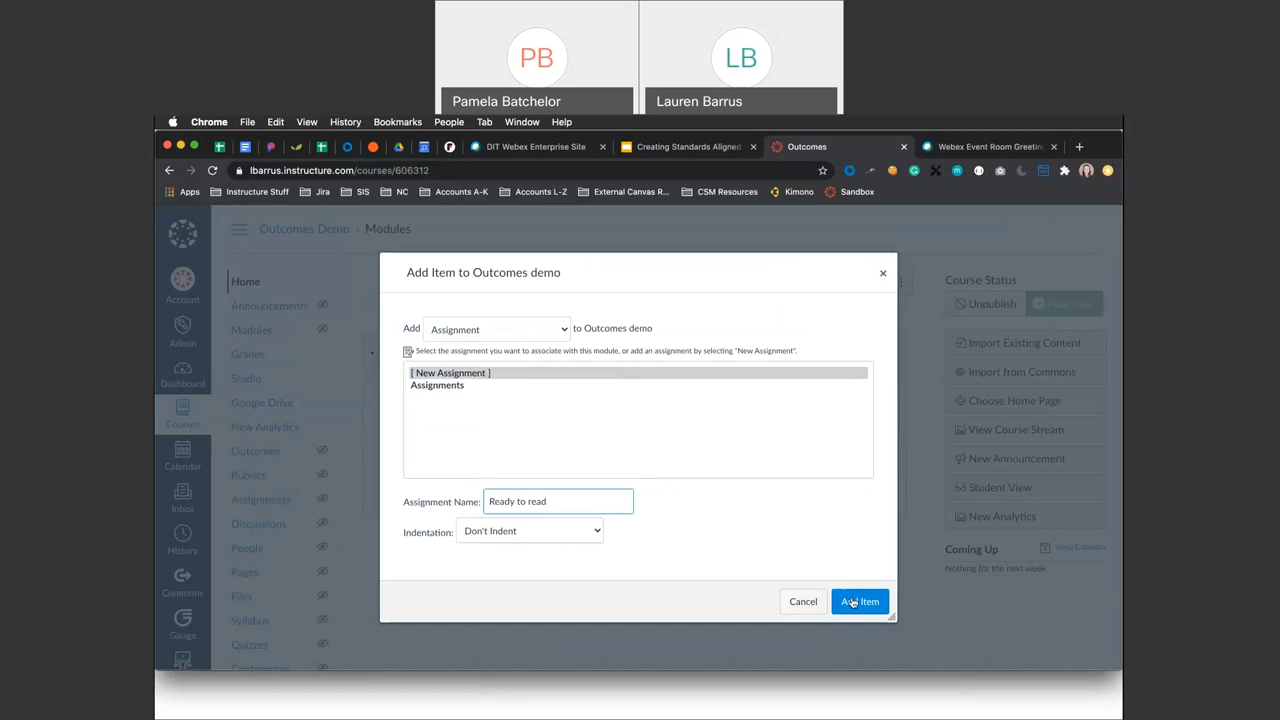 PB
LB
Pamela Batchelor
Lauren Barrus
Chrome File Edit View History Bookmarks People Tab Window Help
DIT Webex Enterprise Site
Creating Standards Aligned
Outcomes
Webex Event Room Greetin
lbarrus.instructure.com/courses/606312
Apps Instructure Stuff Jira SIS NC Accounts A-K Accounts L-Z External Canvas R... CSM Resources Kimono Sandbox
Outcomes Demo › Modules
Account
Admin
Dashboard
Courses
Calendar
Inbox
History
Commons
Gauge
Home
Announcements
Modules
Grades
Studio
Google Drive
New Analytics
Outcomes
Rubrics
Assignments
Discussions
People
Pages
Files
Syllabus
Quizzes
Conferences
Add Item to Outcomes demo
Add Assignment to Outcomes demo
Select the assignment you want to associate with this module, or add an assignment by selecting "New Assignment".
[ New Assignment ]
Assignments
Assignment Name: Ready to read
Indentation: Don't Indent
Cancel
Add Item
Course Status
Unpublish
Published
Import Existing Content
Import from Commons
Choose Home Page
View Course Stream
New Announcement
Student View
New Analytics
Coming Up
View Calendar
Nothing for the next week